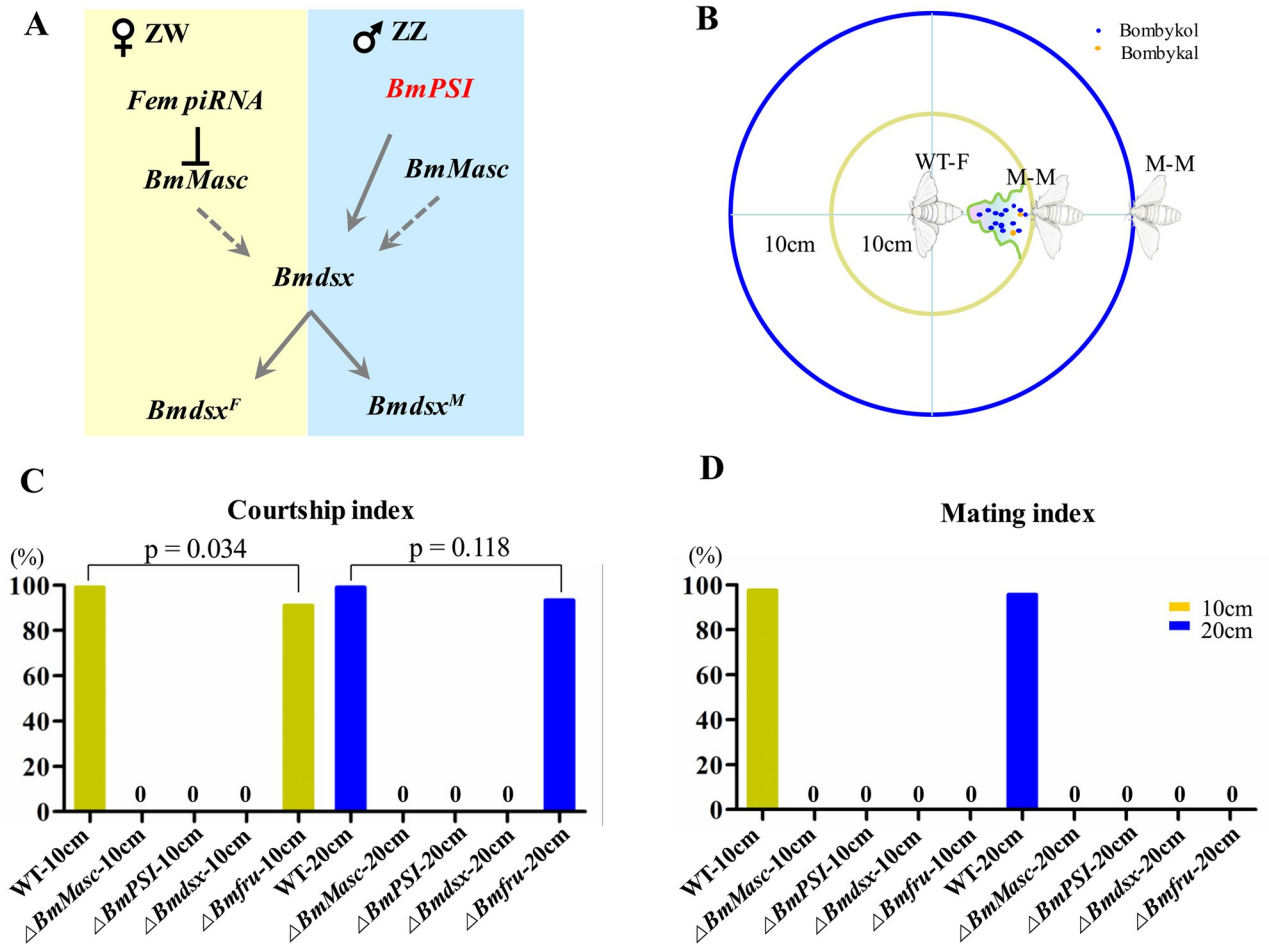 A
♀ ZW
♂ ZZ
Fem piRNA
BmPSI
BmMasc
BmMasc
Bmdsx
BmdsxF
BmdsxM
B
Bombykol
Bombykal
WT-F
M-M
M-M
10cm
10cm
C
Courtship index
(%)
p = 0.034
p = 0.118
100
80
60
40
20
0
0
0
0
0
0
0
WT-10cm
△BmMasc-10cm
△BmPSI-10cm
△Bmdsx-10cm
△Bmfru-10cm
WT-20cm
△BmMasc-20cm
△BmPSI-20cm
△Bmdsx-20cm
△Bmfru-20cm
D
Mating index
(%)
10cm
20cm
100
80
60
40
20
0
0
0
0
0
0
0
0
0
WT-10cm
△BmMasc-10cm
△BmPSI-10cm
△Bmdsx-10cm
△Bmfru-10cm
WT-20cm
△BmMasc-20cm
△BmPSI-20cm
△Bmdsx-20cm
△Bmfru-20cm